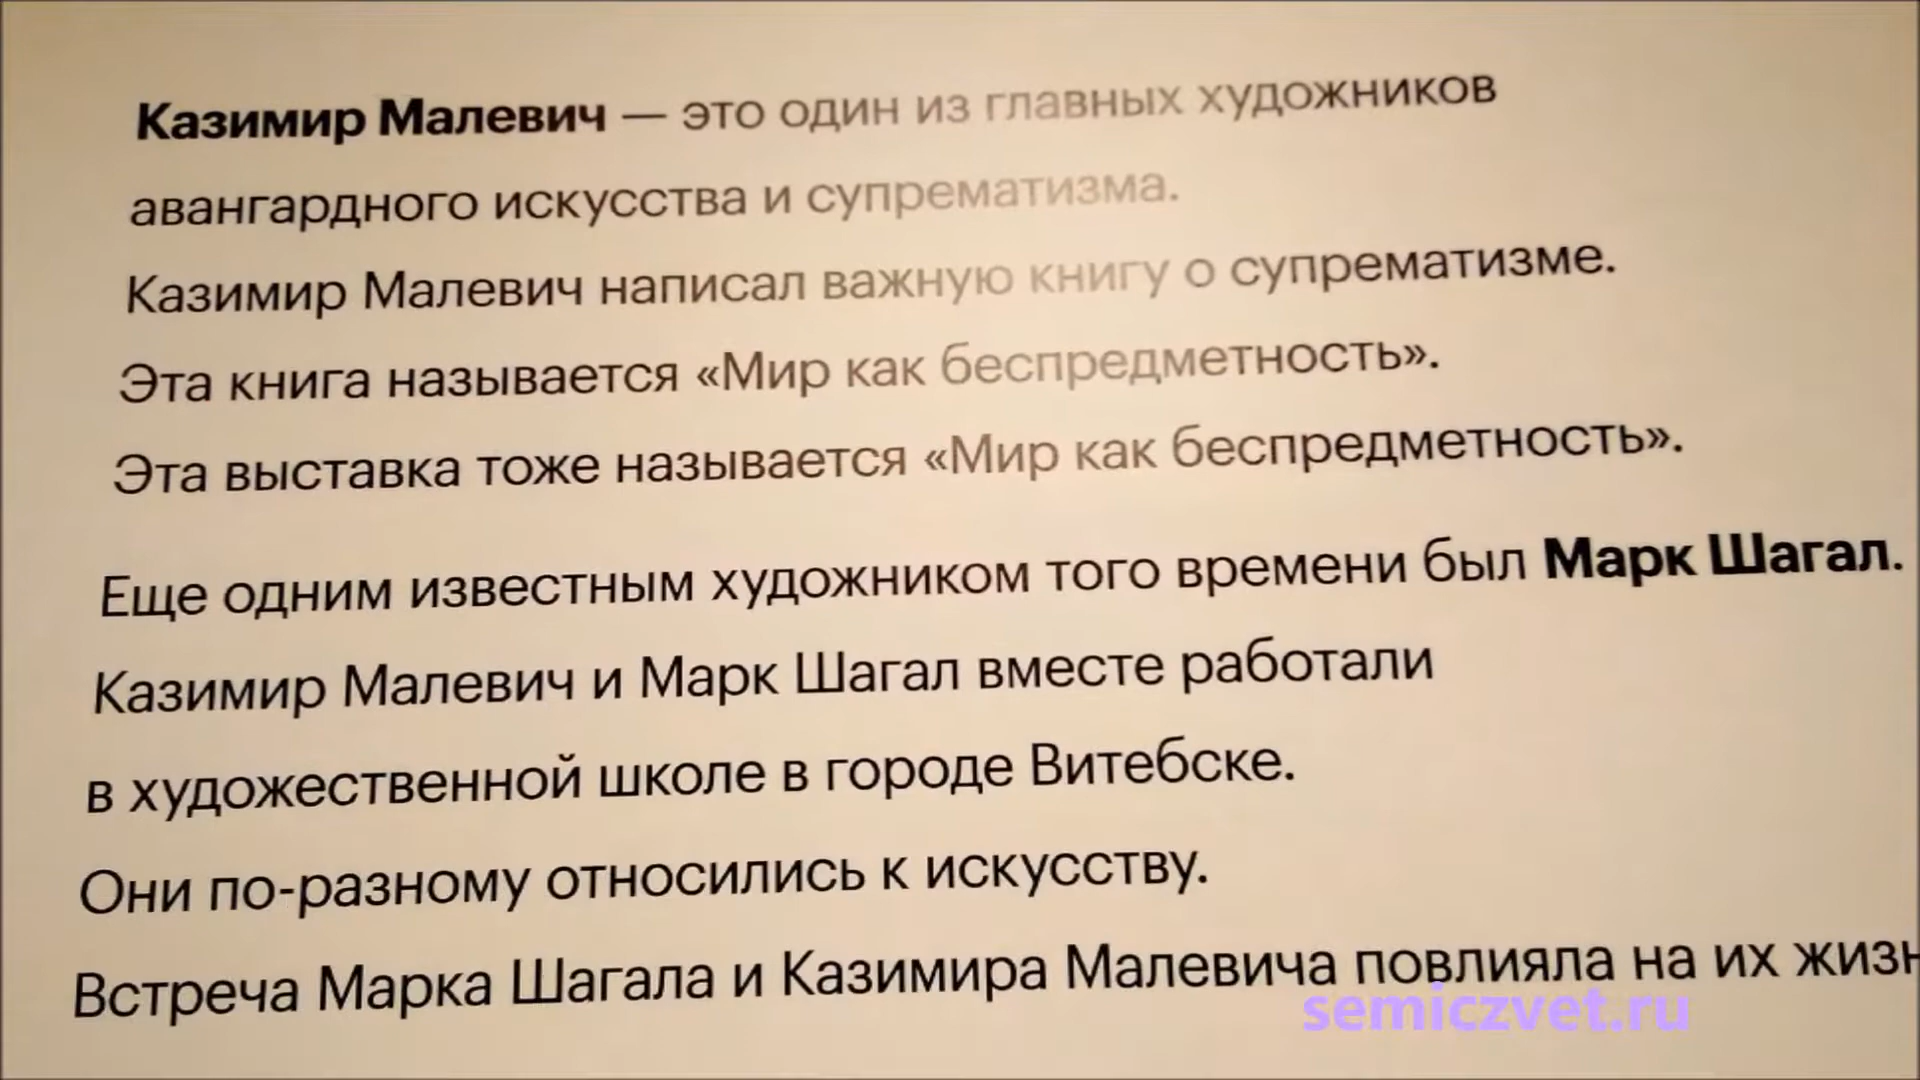 Казимир Малевич — это один из главных художников
авангардного искусства и супрематизма.
Казимир Малевич написал важную книгу о супрематизме.
Эта книга называется «Мир как беспредметность».
Эта выставка тоже называется «Мир как беспредметность».
Еще одним известным художником того времени был Марк Шагал.
Казимир Малевич и Марк Шагал вместе работали
в художественной школе в городе Витебске.
Они по-разному относились к искусству.
Встреча Марка Шагала и Казимира Малевича повлияла на их
semiczvet.ru